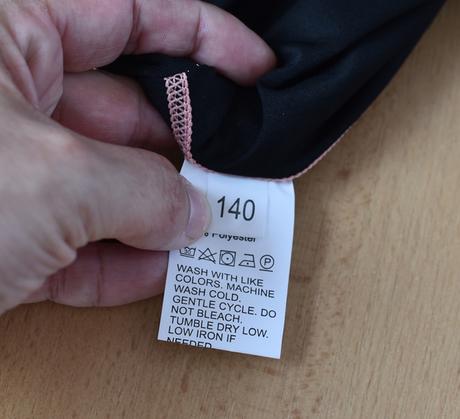 140
% Polyester
WASH WITH LIKE
COLORS. MACHINE
WASH COLD.
GENTLE CYCLE. DO
NOT BLEACH.
TUMBLE DRY LOW.
LOW IRON IF
NEEDED